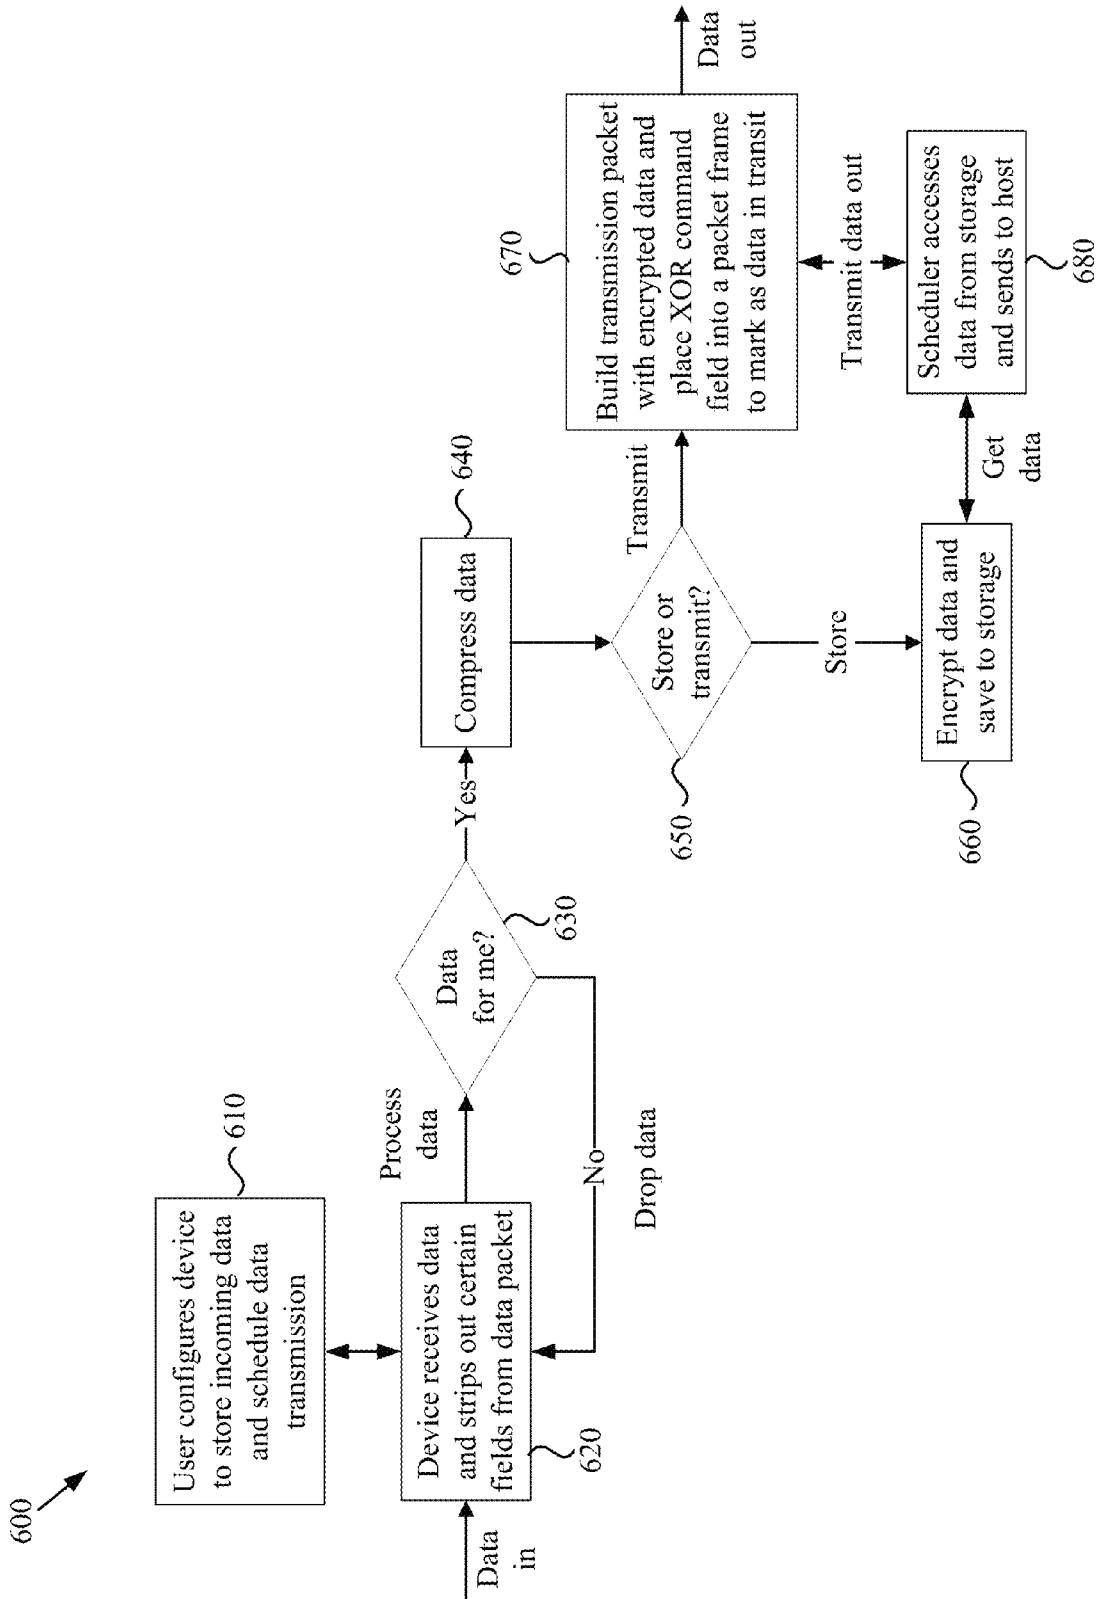 600
User configures device
to store incoming data
and schedule data
transmission
610
Data
in
Device receives data
and strips out certain
fields from data packet
620
Process
data
Data
for me?
630
No
Drop data
Yes
Compress data
640
Store or
transmit?
650
Transmit
Store
Encrypt data and
save to storage
660
Build transmission packet
with encrypted data and
place XOR command
field into a packet frame
to mark as data in transit
670
Data
out
Transmit data out
Get
data
Scheduler accesses
data from storage
and sends to host
680